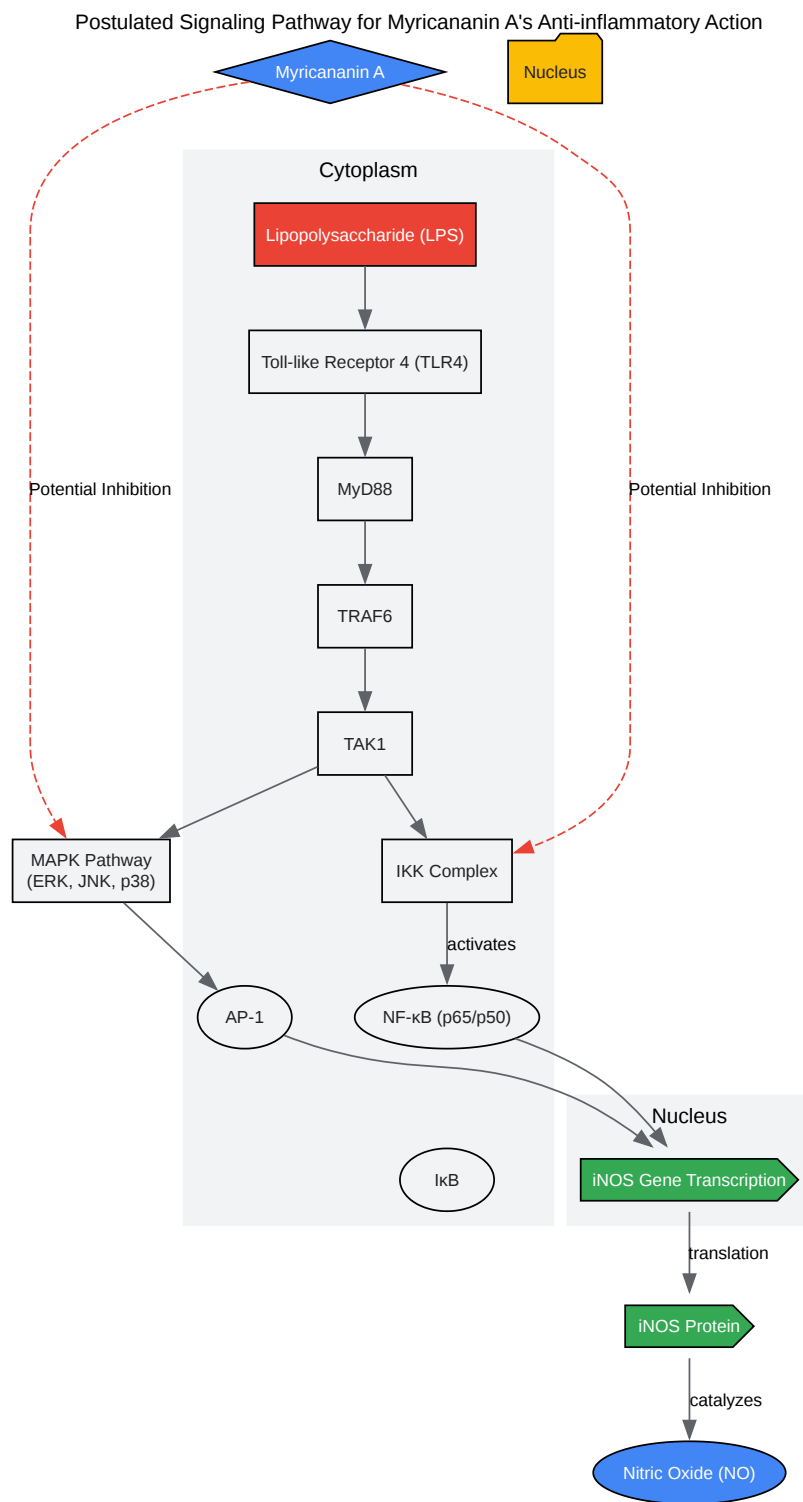 Postulated Signaling Pathway for Myricananin A's Anti-inflammatory Action
Myricananin A
Nucleus
Cytoplasm
Lipopolysaccharide (LPS)
Toll-like Receptor 4 (TLR4)
MyD88
Potential Inhibition
Potential Inhibition
TRAF6
TAK1
MAPK Pathway
(ERK, JNK, p38)
IKK Complex
activates
AP-1
NF-κB (p65/p50)
Nucleus
IκB
iNOS Gene Transcription
translation
iNOS Protein
catalyzes
Nitric Oxide (NO)